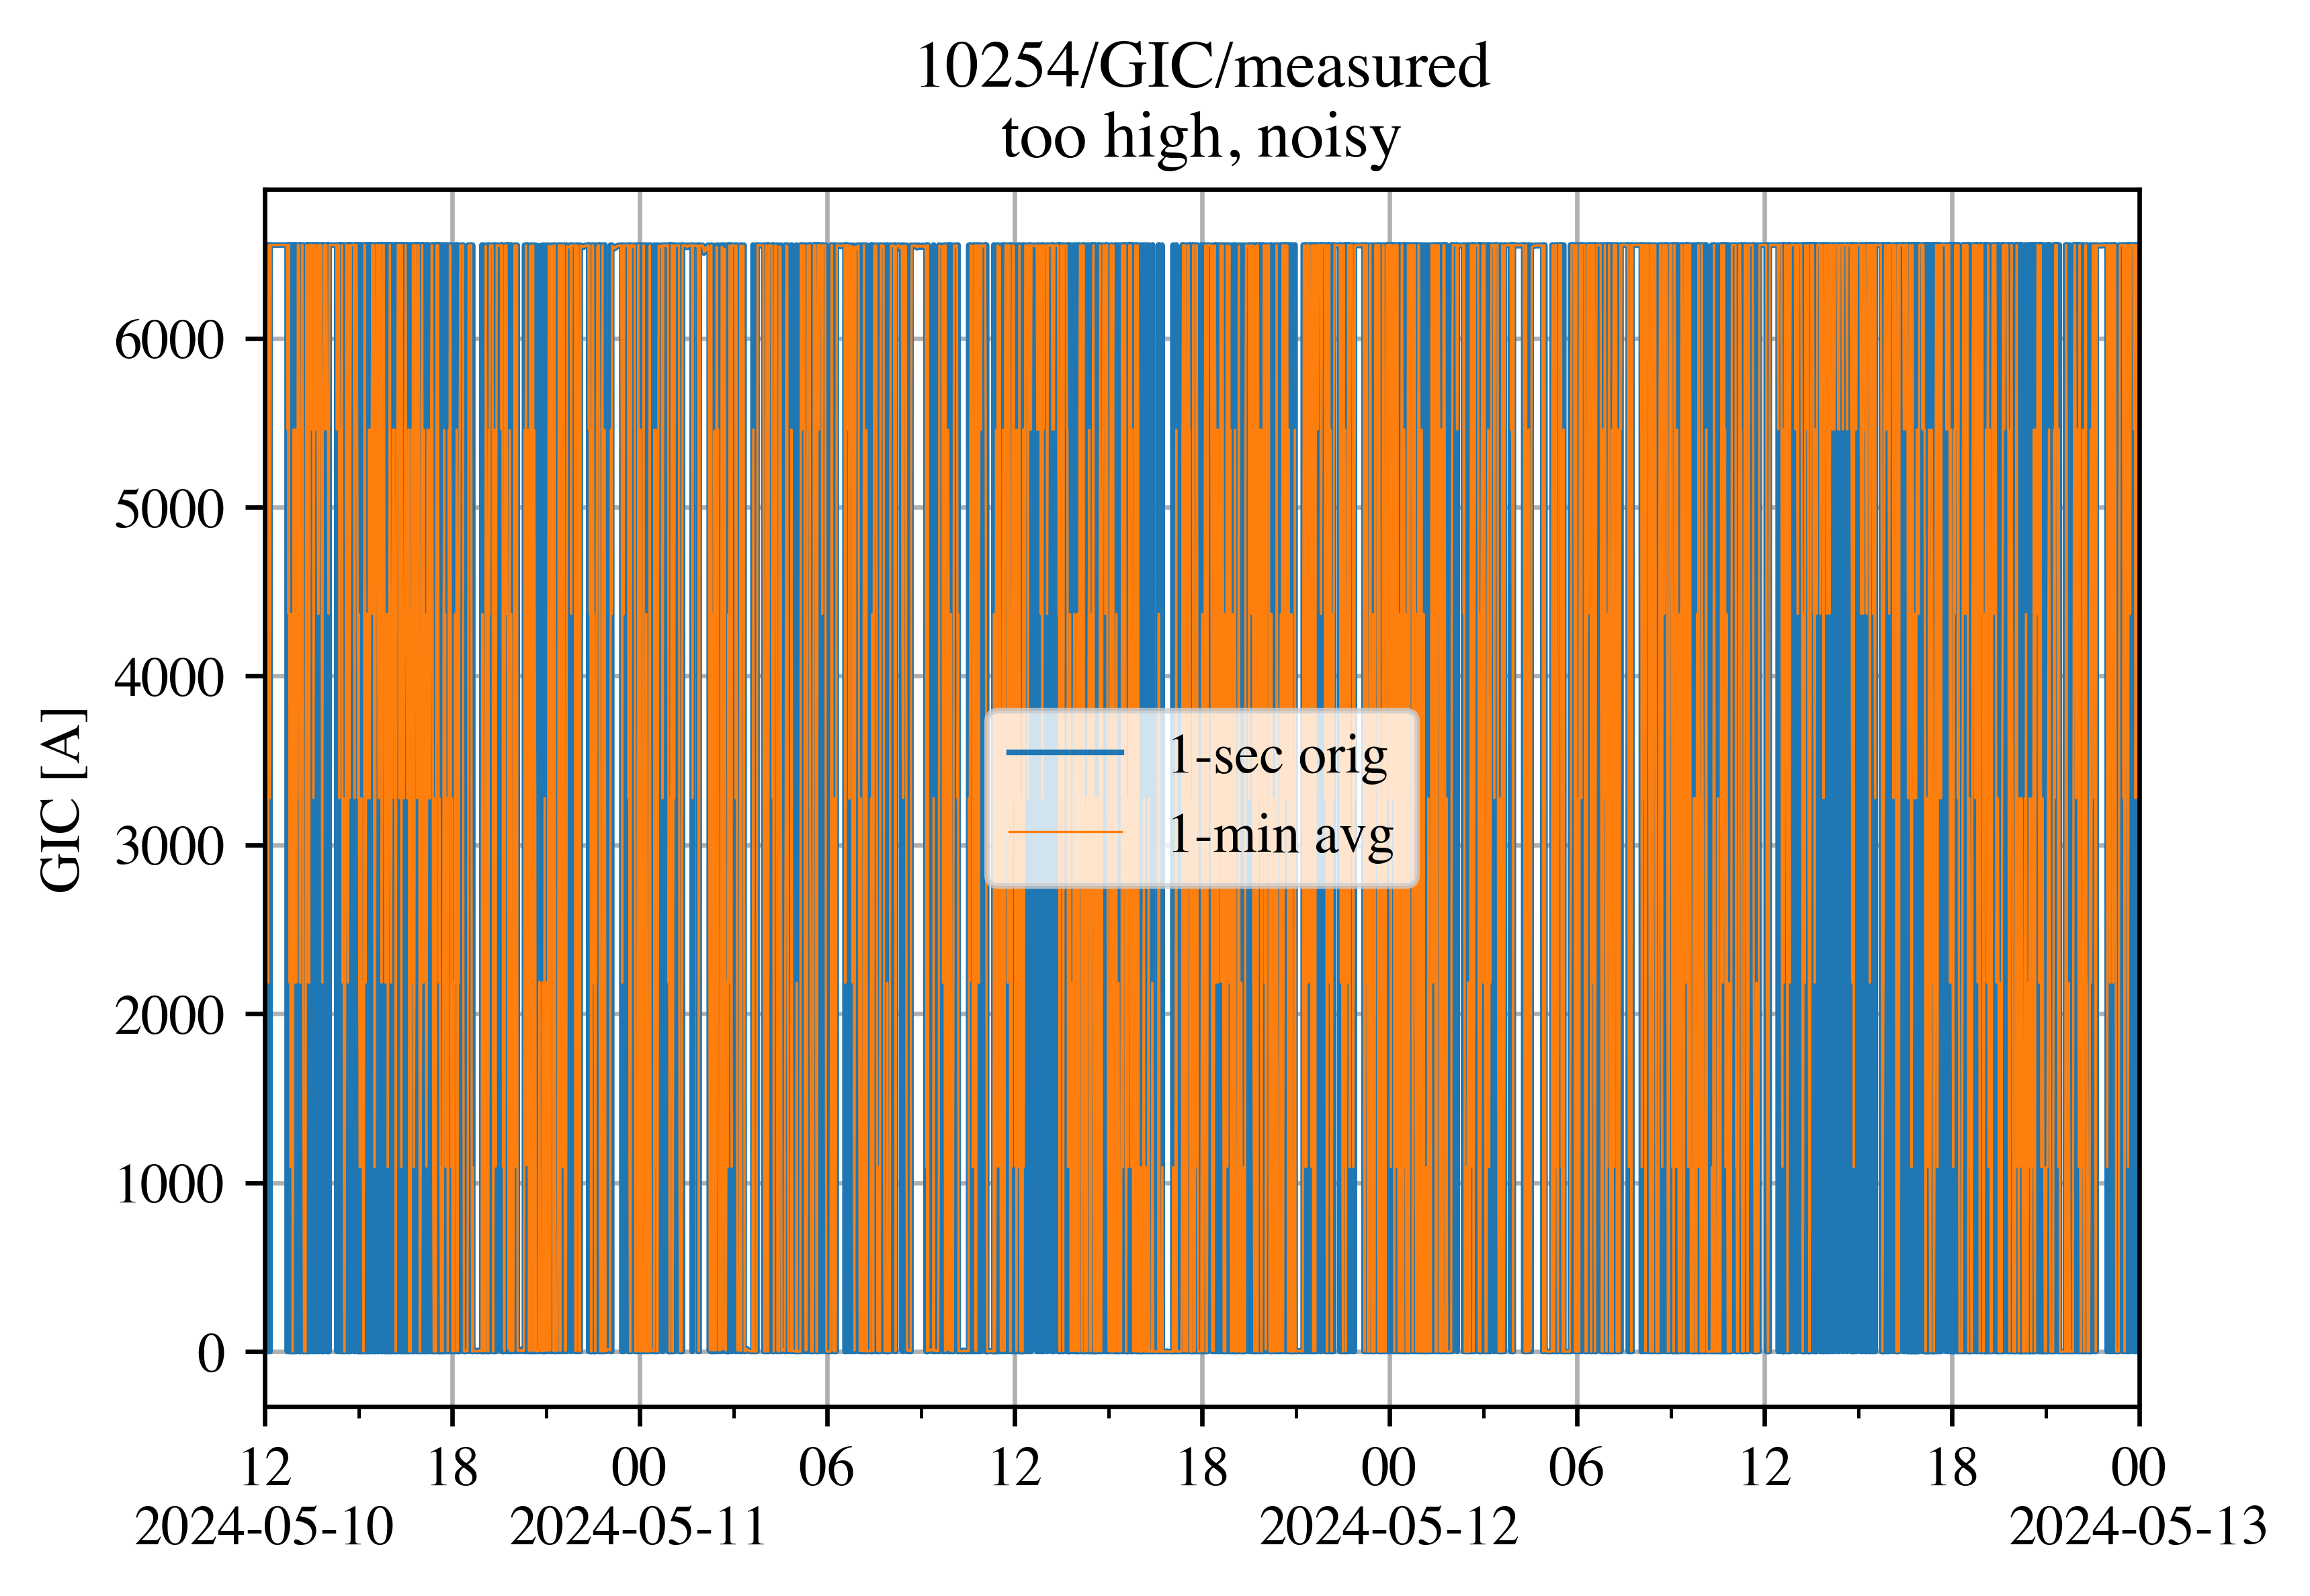 10254/GIC/measured
too high, noisy
GIC [A]
6000
5000
4000
3000
2000
1000
0
1-sec orig
1-min avg
12 18 00 06 12 18 00 06 12 18 00
2024-05-10 2024-05-11 2024-05-12 2024-05-13